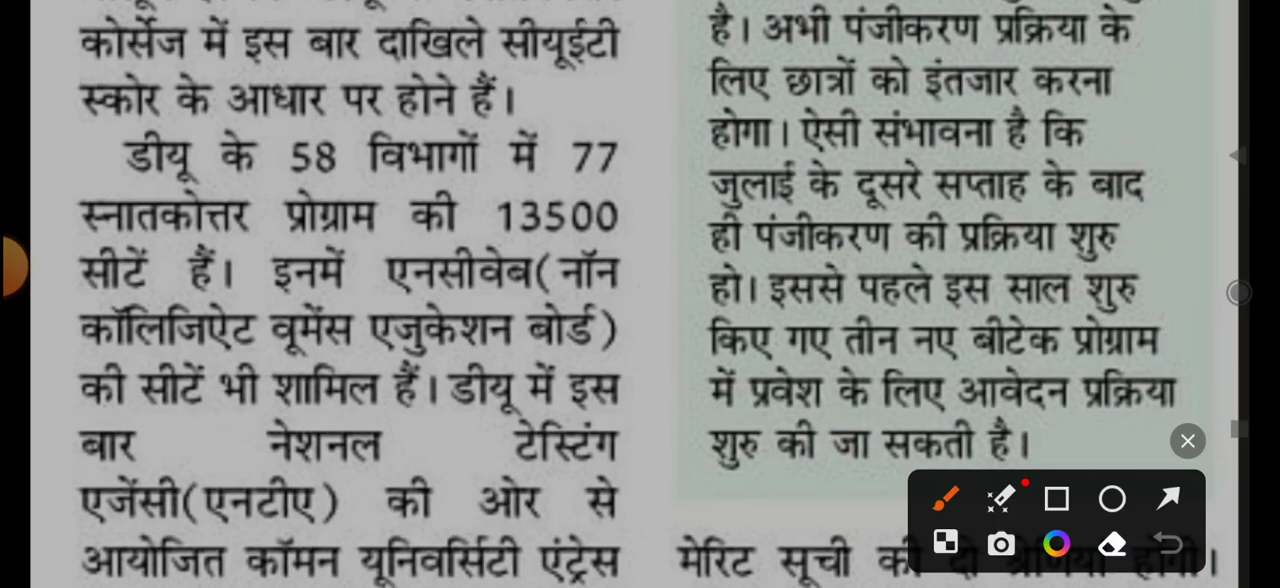 कोर्सेज में इस बार दाखिले सीयूईटी
स्कोर के आधार पर होने हैं।
डीयू के 58 विभागों में 77
स्नातकोत्तर प्रोग्राम की 13500
सीटें हैं। इनमें एनसीवेब(नॉन
कॉलिजिऐट वूमेंस एजुकेशन बोर्ड)
की सीटें भी शामिल हैं। डीयू में इस
बार नेशनल टेस्टिंग
एजेंसी(एनटीए) की ओर से
आयोजित कॉमन यूनिवर्सिटी एंट्रेस
है। अभी पंजीकरण प्रक्रिया के
लिए छात्रों को इंतजार करना
होगा। ऐसी संभावना है कि
जुलाई के दूसरे सप्ताह के बाद
ही पंजीकरण की प्रक्रिया शुरु
हो। इससे पहले इस साल शुरु
किए गए तीन नए बीटेक प्रोग्राम
में प्रवेश के लिए आवेदन प्रक्रिया
शुरु की जा सकती है।
मेरिट सूची की दो श्रेणियां होंगी।